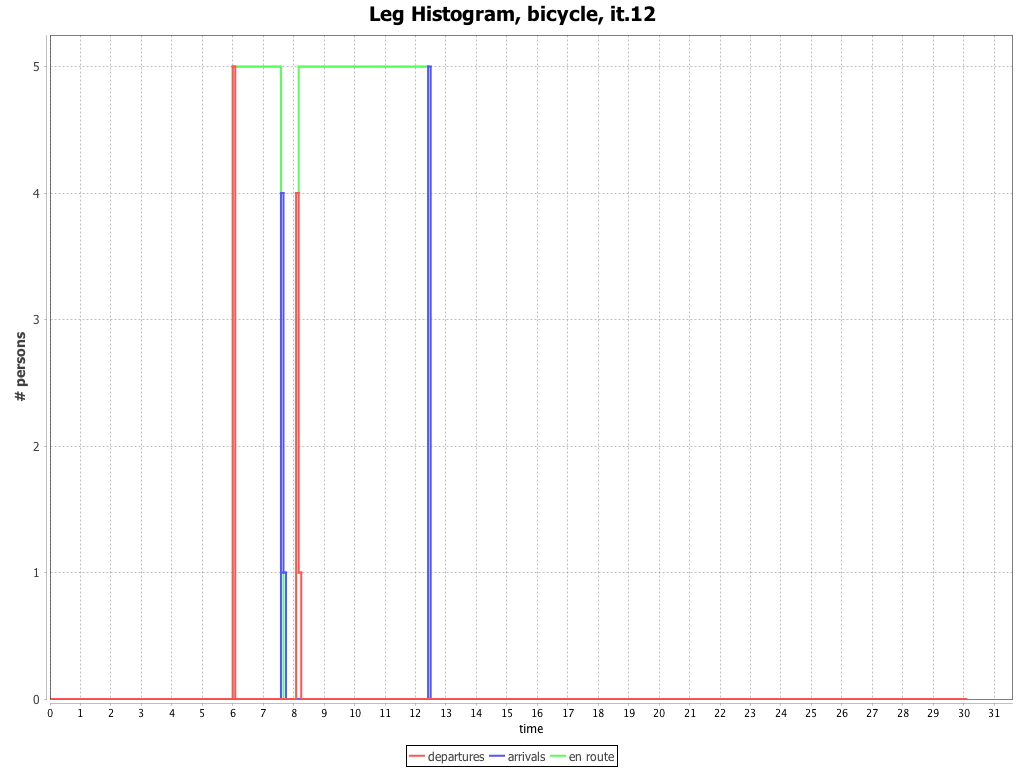 Leg Histogram, bicycle, it.12
# persons
5
4
3
2
1
0
0 1 2 3 4 5 6 7 8 9 10 11 12 13 14 15 16 17 18 19 20 21 22 23 24 25 26 27 28 29 30 31
time
departures arrivals en route